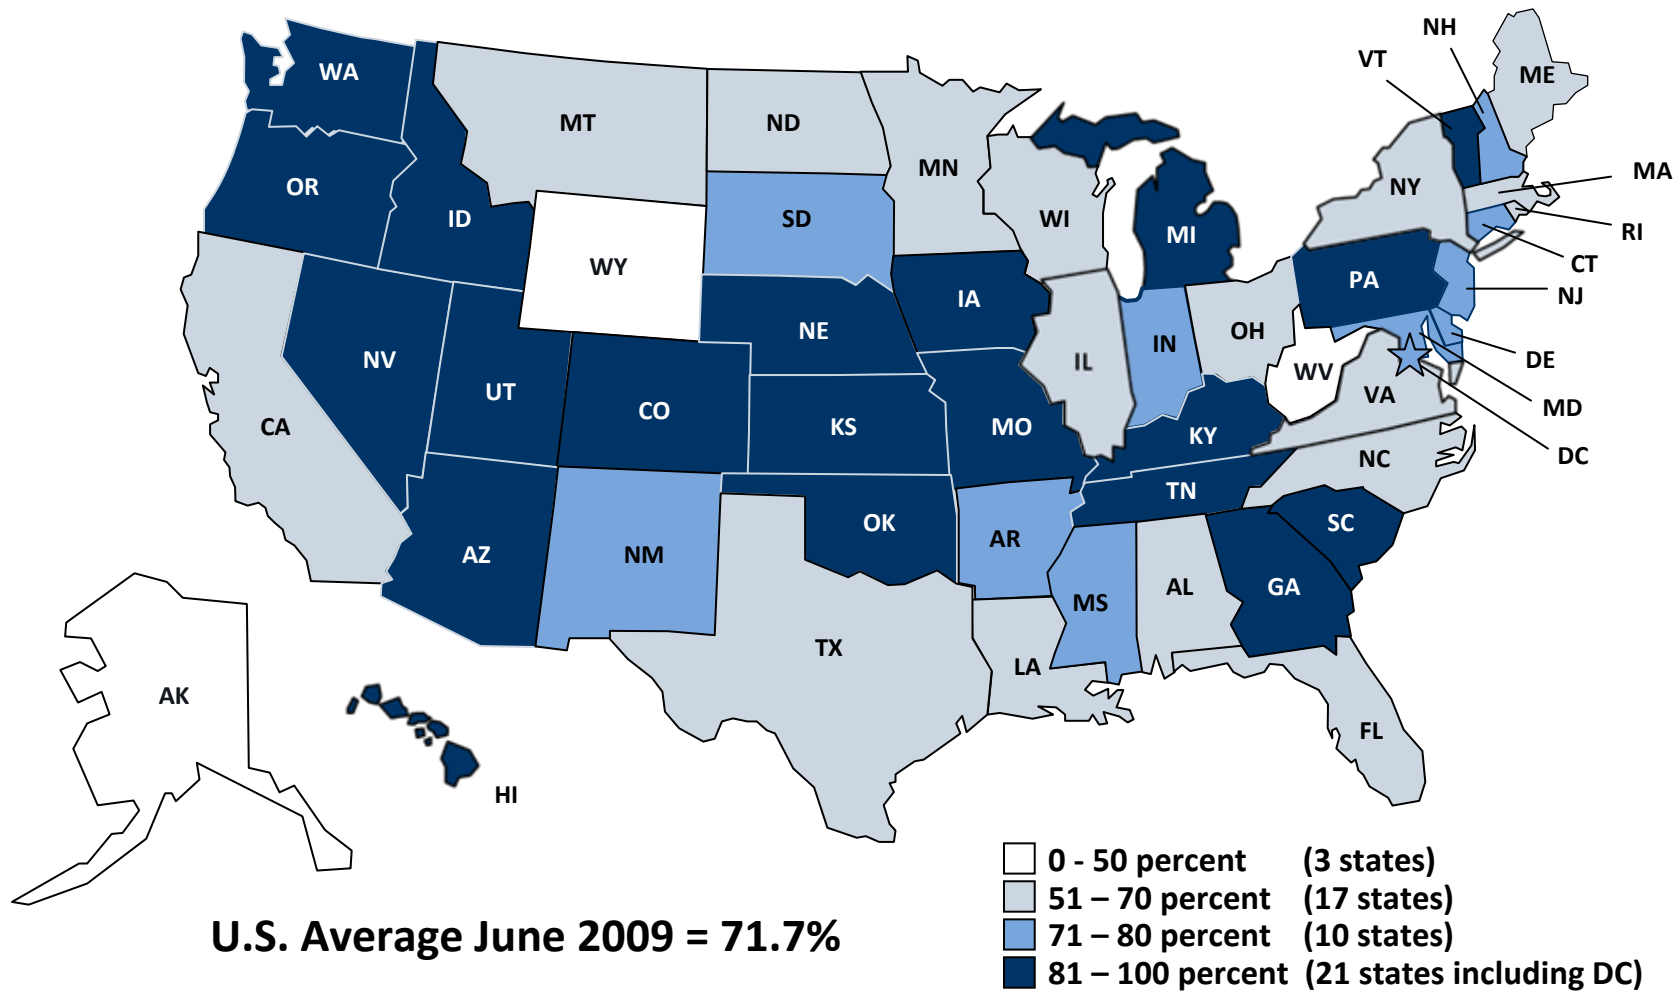 NH
VT
WA
ME
MT
ND
MN
MA
OR
NY
ID
SD
WI
RI
MI
CT
WY
PA
NJ
IA
NE
OH
IN
DE
NV
IL
WV
UT
VA
CO
MD
CA
KS
MO
KY
DC
NC
TN
OK
SC
AR
AZ
NM
AL
GA
MS
TX
LA
AK
FL
HI
0 - 50 percent (3 states)
51 – 70 percent (17 states)
71 – 80 percent (10 states)
81 – 100 percent (21 states including DC)
U.S. Average June 2009 = 71.7%